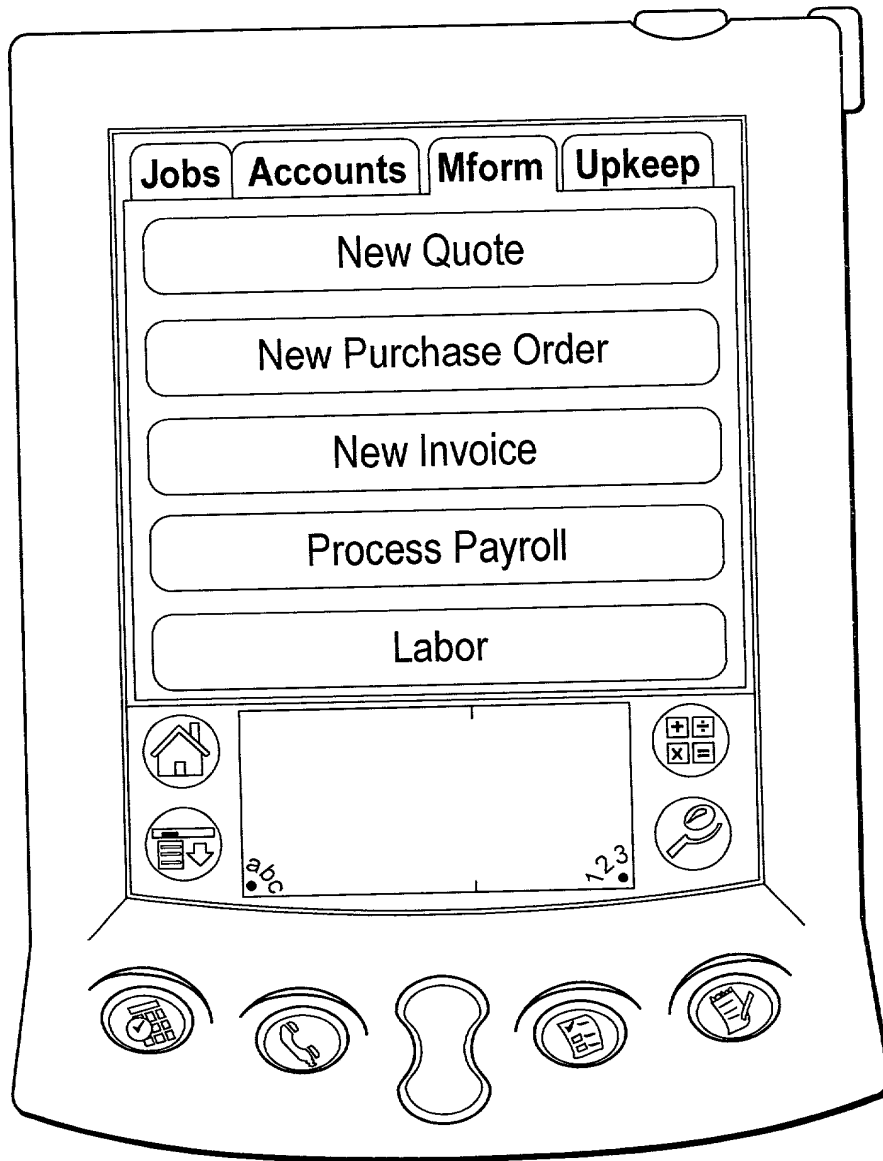 Jobs Accounts Mform Upkeep
New Quote
New Purchase Order
New Invoice
Process Payroll
Labor
+ ÷
x =
abc 123